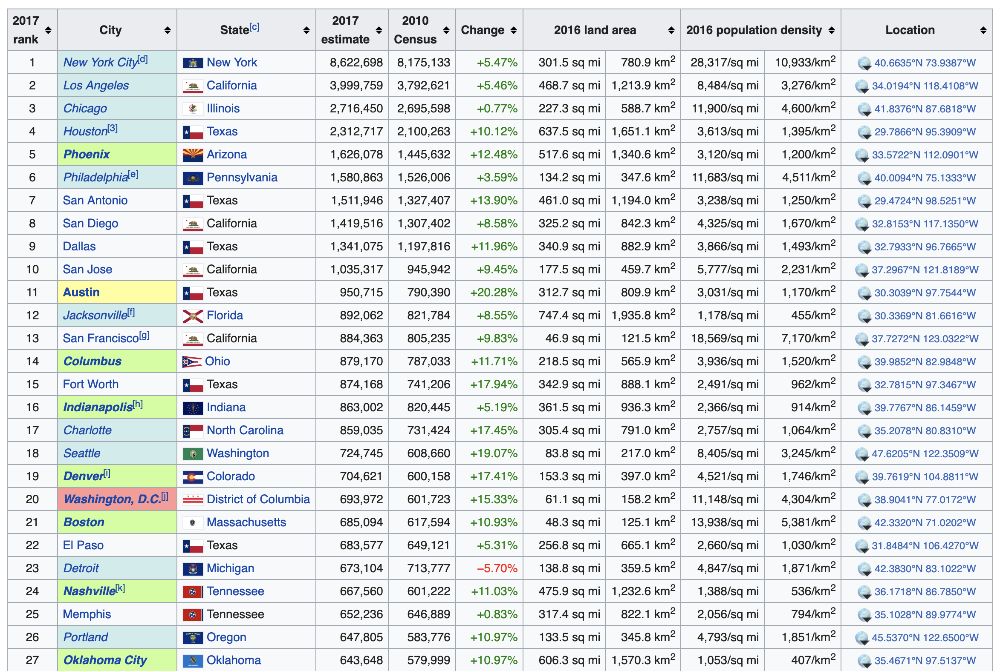 2017 rank City State[c] 2017 estimate 2010 Census Change 2016 land area 2016 population density Location
1 New York City[d] New York 8,622,698 8,175,133 +5.47% 301.5 sq mi 780.9 km2 28,317/sq mi 10,933/km2 40.6635°N 73.9387°W
2 Los Angeles California 3,999,759 3,792,621 +5.46% 468.7 sq mi 1,213.9 km2 8,484/sq mi 3,276/km2 34.0194°N 118.4108°W
3 Chicago Illinois 2,716,450 2,695,598 +0.77% 227.3 sq mi 588.7 km2 11,900/sq mi 4,600/km2 41.8376°N 87.6818°W
4 Houston[3] Texas 2,312,717 2,100,263 +10.12% 637.5 sq mi 1,651.1 km2 3,613/sq mi 1,395/km2 29.7866°N 95.3909°W
5 Phoenix Arizona 1,626,078 1,445,632 +12.48% 517.6 sq mi 1,340.6 km2 3,120/sq mi 1,200/km2 33.5722°N 112.0901°W
6 Philadelphia[e] Pennsylvania 1,580,863 1,526,006 +3.59% 134.2 sq mi 347.6 km2 11,683/sq mi 4,511/km2 40.0094°N 75.1333°W
7 San Antonio Texas 1,511,946 1,327,407 +13.90% 461.0 sq mi 1,194.0 km2 3,238/sq mi 1,250/km2 29.4724°N 98.5251°W
8 San Diego California 1,419,516 1,307,402 +8.58% 325.2 sq mi 842.3 km2 4,325/sq mi 1,670/km2 32.8153°N 117.1350°W
9 Dallas Texas 1,341,075 1,197,816 +11.96% 340.9 sq mi 882.9 km2 3,866/sq mi 1,493/km2 32.7933°N 96.7665°W
10 San Jose California 1,035,317 945,942 +9.45% 177.5 sq mi 459.7 km2 5,777/sq mi 2,231/km2 37.2967°N 121.8189°W
11 Austin Texas 950,715 790,390 +20.28% 312.7 sq mi 809.9 km2 3,031/sq mi 1,170/km2 30.3039°N 97.7544°W
12 Jacksonville[f] Florida 892,062 821,784 +8.55% 747.4 sq mi 1,935.8 km2 1,178/sq mi 455/km2 30.3369°N 81.6616°W
13 San Francisco[g] California 884,363 805,235 +9.83% 46.9 sq mi 121.5 km2 18,569/sq mi 7,170/km2 37.7272°N 123.0322°W
14 Columbus Ohio 879,170 787,033 +11.71% 218.5 sq mi 565.9 km2 3,936/sq mi 1,520/km2 39.9852°N 82.9848°W
15 Fort Worth Texas 874,168 741,206 +17.94% 342.9 sq mi 888.1 km2 2,491/sq mi 962/km2 32.7815°N 97.3467°W
16 Indianapolis[h] Indiana 863,002 820,445 +5.19% 361.5 sq mi 936.3 km2 2,366/sq mi 914/km2 39.7767°N 86.1459°W
17 Charlotte North Carolina 859,035 731,424 +17.45% 305.4 sq mi 791.0 km2 2,757/sq mi 1,064/km2 35.2078°N 80.8310°W
18 Seattle Washington 724,745 608,660 +19.07% 83.8 sq mi 217.0 km2 8,405/sq mi 3,245/km2 47.6205°N 122.3509°W
19 Denver[i] Colorado 704,621 600,158 +17.41% 153.3 sq mi 397.0 km2 4,521/sq mi 1,746/km2 39.7619°N 104.8811°W
20 Washington, D.C.[j] District of Columbia 693,972 601,723 +15.33% 61.1 sq mi 158.2 km2 11,148/sq mi 4,304/km2 38.9041°N 77.0172°W
21 Boston Massachusetts 685,094 617,594 +10.93% 48.3 sq mi 125.1 km2 13,938/sq mi 5,381/km2 42.3320°N 71.0202°W
22 El Paso Texas 683,577 649,121 +5.31% 256.8 sq mi 665.1 km2 2,660/sq mi 1,030/km2 31.8484°N 106.4270°W
23 Detroit Michigan 673,104 713,777 −5.70% 138.8 sq mi 359.5 km2 4,847/sq mi 1,871/km2 42.3830°N 83.1022°W
24 Nashville[k] Tennessee 667,560 601,222 +11.03% 475.9 sq mi 1,232.6 km2 1,388/sq mi 536/km2 36.1718°N 86.7850°W
25 Memphis Tennessee 652,236 646,889 +0.83% 317.4 sq mi 822.1 km2 2,056/sq mi 794/km2 35.1028°N 89.9774°W
26 Portland Oregon 647,805 583,776 +10.97% 133.5 sq mi 345.8 km2 4,793/sq mi 1,851/km2 45.5370°N 122.6500°W
27 Oklahoma City Oklahoma 643,648 579,999 +10.97% 606.3 sq mi 1,570.3 km2 1,053/sq mi 407/km2 35.4671°N 97.5137°W